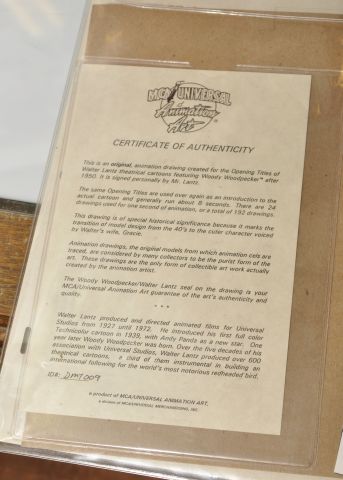 MCA/UNIVERSAL
Animation
Art
CERTIFICATE OF AUTHENTICITY
This is an original, animation drawing created for the Opening Titles of
Walter Lantz theatrical cartoons featuring Woody Woodpecker™ after
1950. It is signed personally by Mr. Lantz.
The same Opening Titles are used over again as an introduction to the
actual cartoon and generally run about 8 seconds. There are 24
drawings used for one second of animation, or a total of 192 drawings.
This drawing is of special historical significance because it marks the
transition of model design from the 40's to the cuter character voiced
by Walter's wife, Gracie.
Animation drawings, the original models from which animation cels are
traced, are considered by many collectors to be the purist form of the
art. These drawings are the only form of collectible art work actually
created by the animation artist.
The Woody Woodpecker/Walter Lantz seal on the drawing is your
MCA/Universal Animation Art guarantee of the art's authenticity and
quality.
* * *
Walter Lantz produced and directed animated films for Universal
Studios from 1927 until 1972. He introduced his first full color
Technicolor cartoon in 1939, with Andy Panda as a new star. One
year later Woody Woodpecker was born. Over the five decades of his
association with Universal Studios, Walter Lantz produced over 600
theatrical cartoons, a third of them instrumental in building an
international following for the world's most notorious redheaded bird.
ID#: DMT009
a product of MCA/UNIVERSAL ANIMATION ART,
a division of MCA/UNIVERSAL MERCHANDISING, INC.